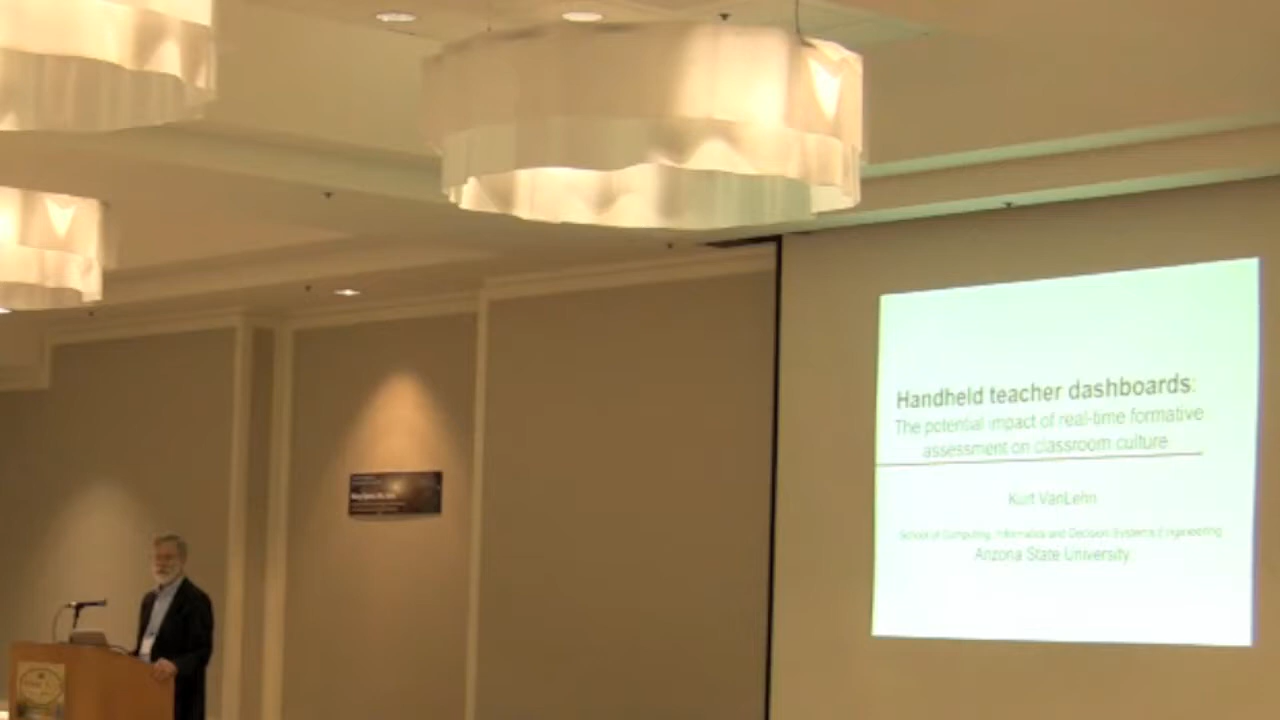 Handheld teacher dashboards:
The potential impact of real-time formative
assessment on classroom culture
Kurt VanLehn
School of Computing, Informatics and Decision Systems Engineering
Arizona State University